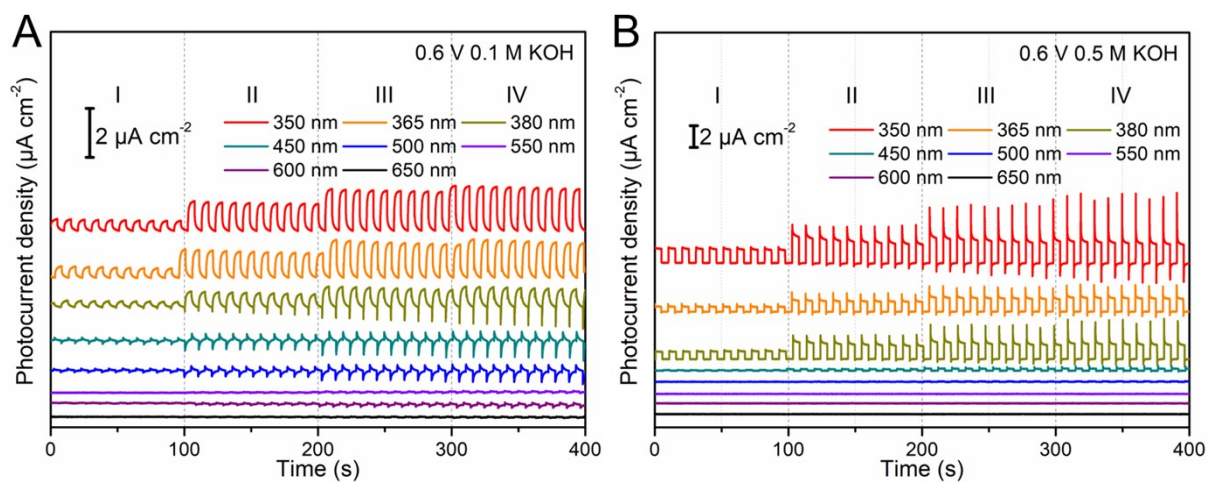 A
0.6 V 0.1 M KOH
I II III IV
2 μA cm-2
350 nm 365 nm 380 nm
450 nm 500 nm 550 nm
600 nm 650 nm
Photocurrent density (μA cm-2)
0 100 200 300 400
Time (s)
B
0.6 V 0.5 M KOH
I II III IV
2 μA cm-2
350 nm 365 nm 380 nm
450 nm 500 nm 550 nm
600 nm 650 nm
Photocurrent density (μA cm-2)
0 100 200 300 400
Time (s)